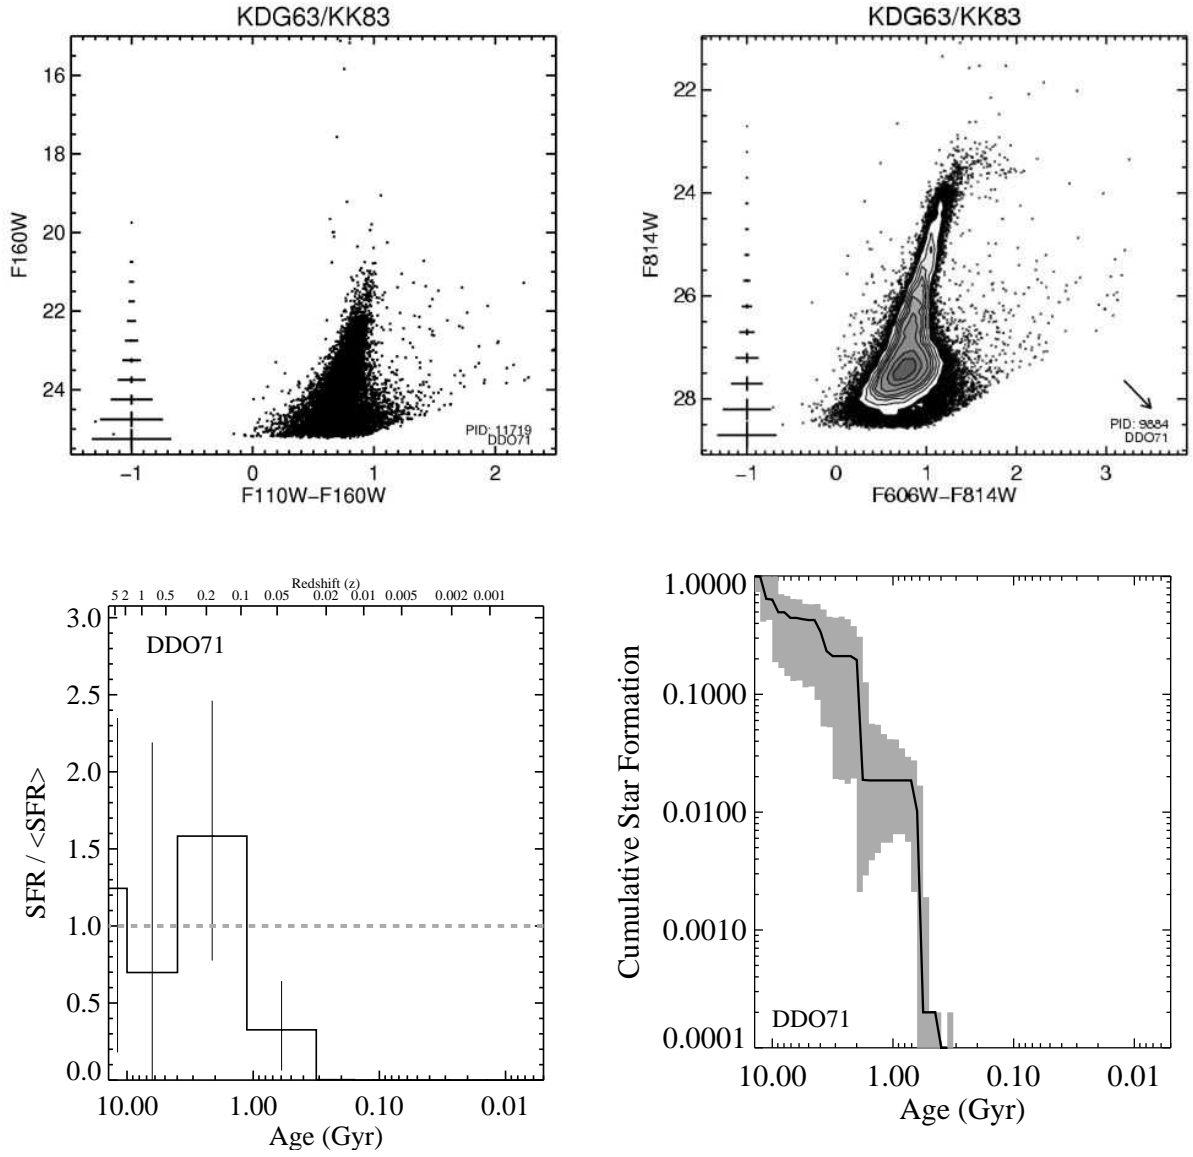 KDG63/KK83
16
18
20
22
24
F160W
−1
0
1
2
F110W−F160W
PID: 11719
DDO71
KDG63/KK83
22
24
26
28
F814W
−1
0
1
2
3
F606W−F814W
PID: 9884
DDO71
Redshift (z)
5 2 1 0.5 0.2 0.1 0.05 0.02 0.01 0.005 0.002 0.001
3.0
2.5
2.0
1.5
1.0
0.5
0.0
SFR / <SFR>
DDO71
10.00 1.00 0.10 0.01
Age (Gyr)
1.0000
0.1000
0.0100
0.0010
0.0001
Cumulative Star Formation
DDO71
10.00 1.00 0.10 0.01
Age (Gyr)